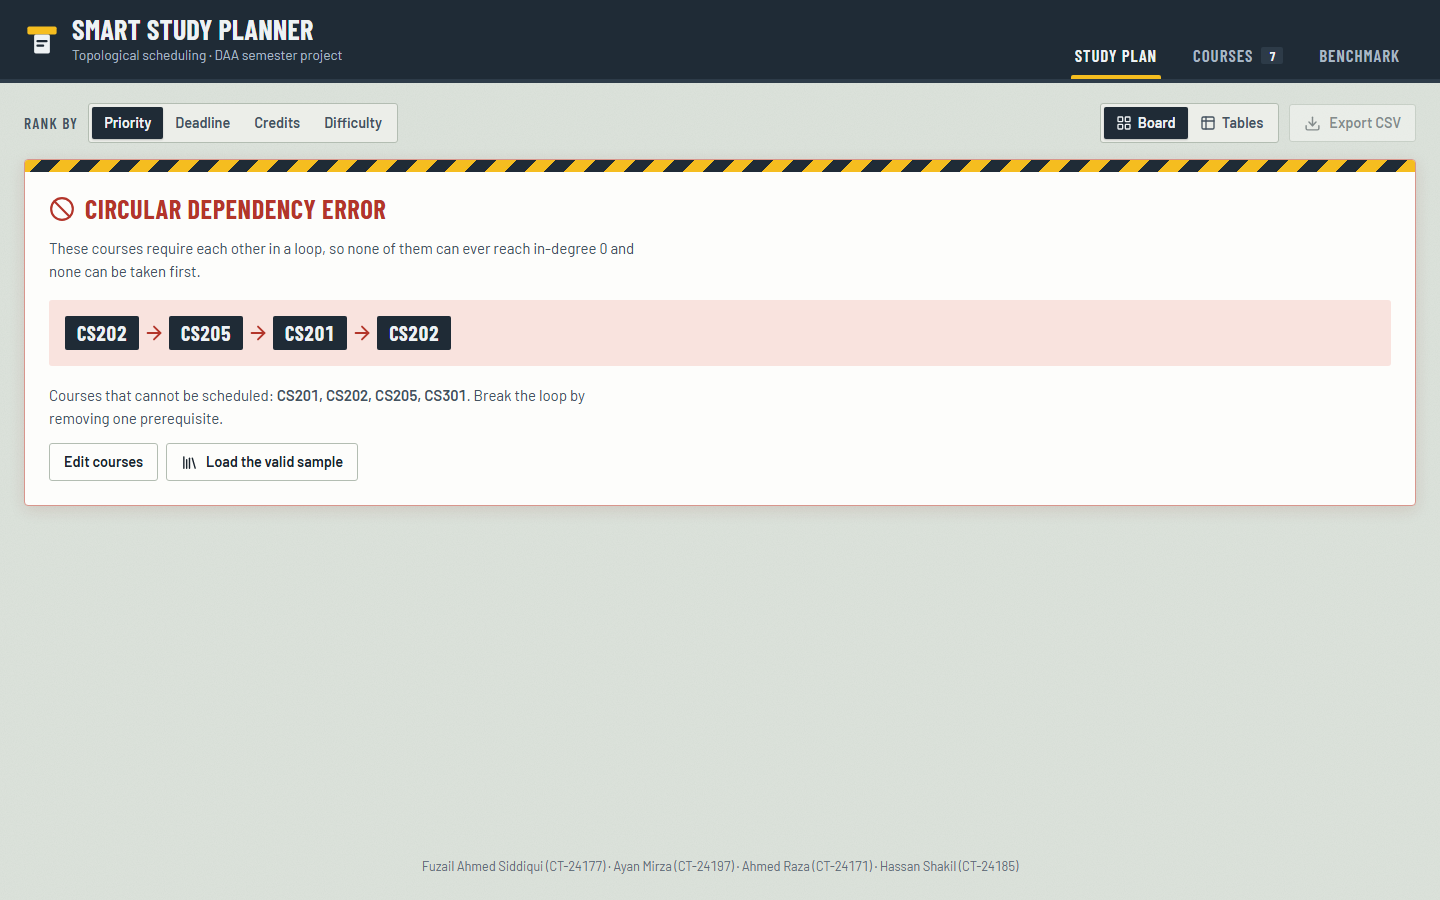 SMART STUDY PLANNER
Topological scheduling · DAA semester project
STUDY PLAN COURSES 7 BENCHMARK
RANK BY Priority Deadline Credits Difficulty Board Tables Export CSV
CIRCULAR DEPENDENCY ERROR
These courses require each other in a loop, so none of them can ever reach in-degree 0 and
none can be taken first.
CS202 → CS205 → CS201 → CS202
Courses that cannot be scheduled: CS201, CS202, CS205, CS301. Break the loop by
removing one prerequisite.
Edit courses Load the valid sample
Fuzail Ahmed Siddiqui (CT-24177) · Ayan Mirza (CT-24197) · Ahmed Raza (CT-24171) · Hassan Shakil (CT-24185)